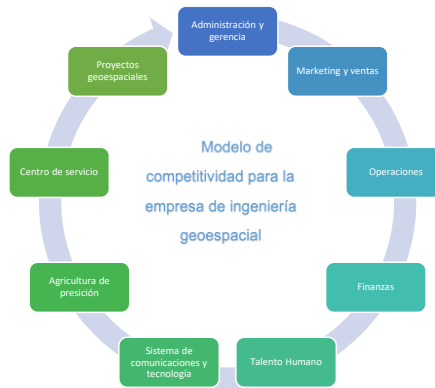 Administración y
gerencia
Marketing y ventas
Operaciones
Finanzas
Talento Humano
Sistema de
comunicaciones y
tecnología
Agricultura de
presición
Centro de servicio
Proyectos
geoespaciales
Modelo de
competitividad para la
empresa de ingeniería
geoespacial